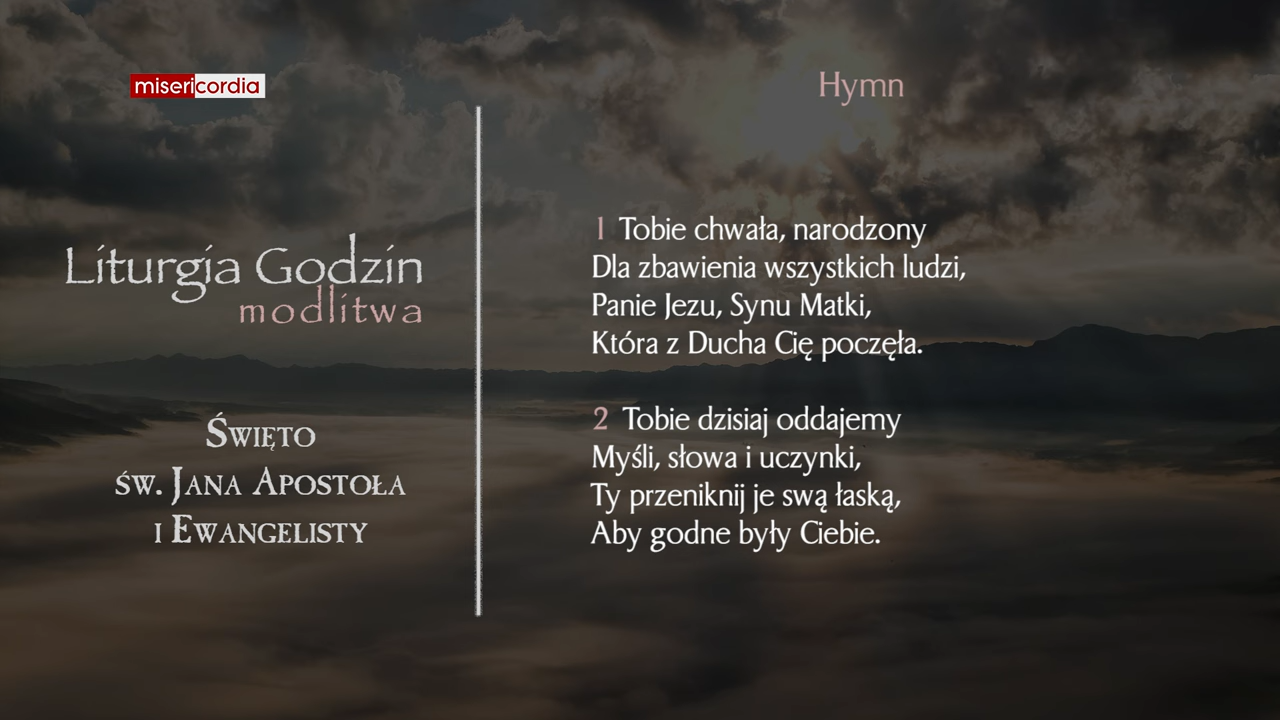 misericordia
Liturgia Godzin
modlitwa
Święto
św. Jana Apostoła
i Ewangelisty
Hymn
1 Tobie chwała, narodzony
Dla zbawienia wszystkich ludzi,
Panie Jezu, Synu Matki,
Która z Ducha Cię poczęła.
2 Tobie dzisiaj oddajemy
Myśli, słowa i uczynki,
Ty przeniknij je swą łaską,
Aby godne były Ciebie.